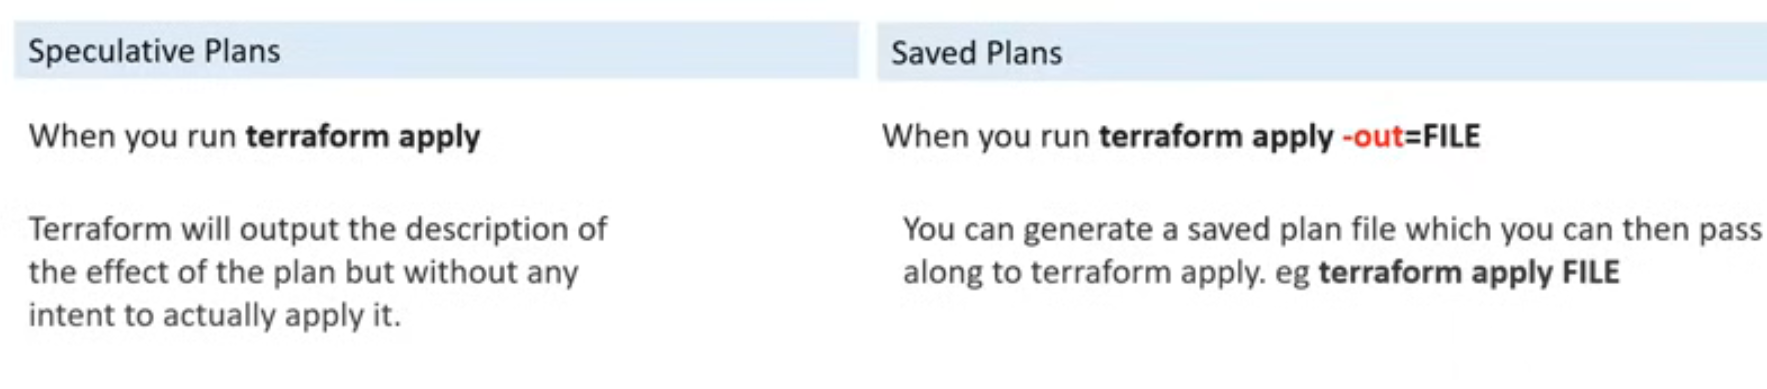 Speculative Plans
When you run terraform apply
Terraform will output the description of
the effect of the plan but without any
intent to actually apply it.
Saved Plans
When you run terraform apply -out=FILE
You can generate a saved plan file which you can then pass
along to terraform apply. eg terraform apply FILE